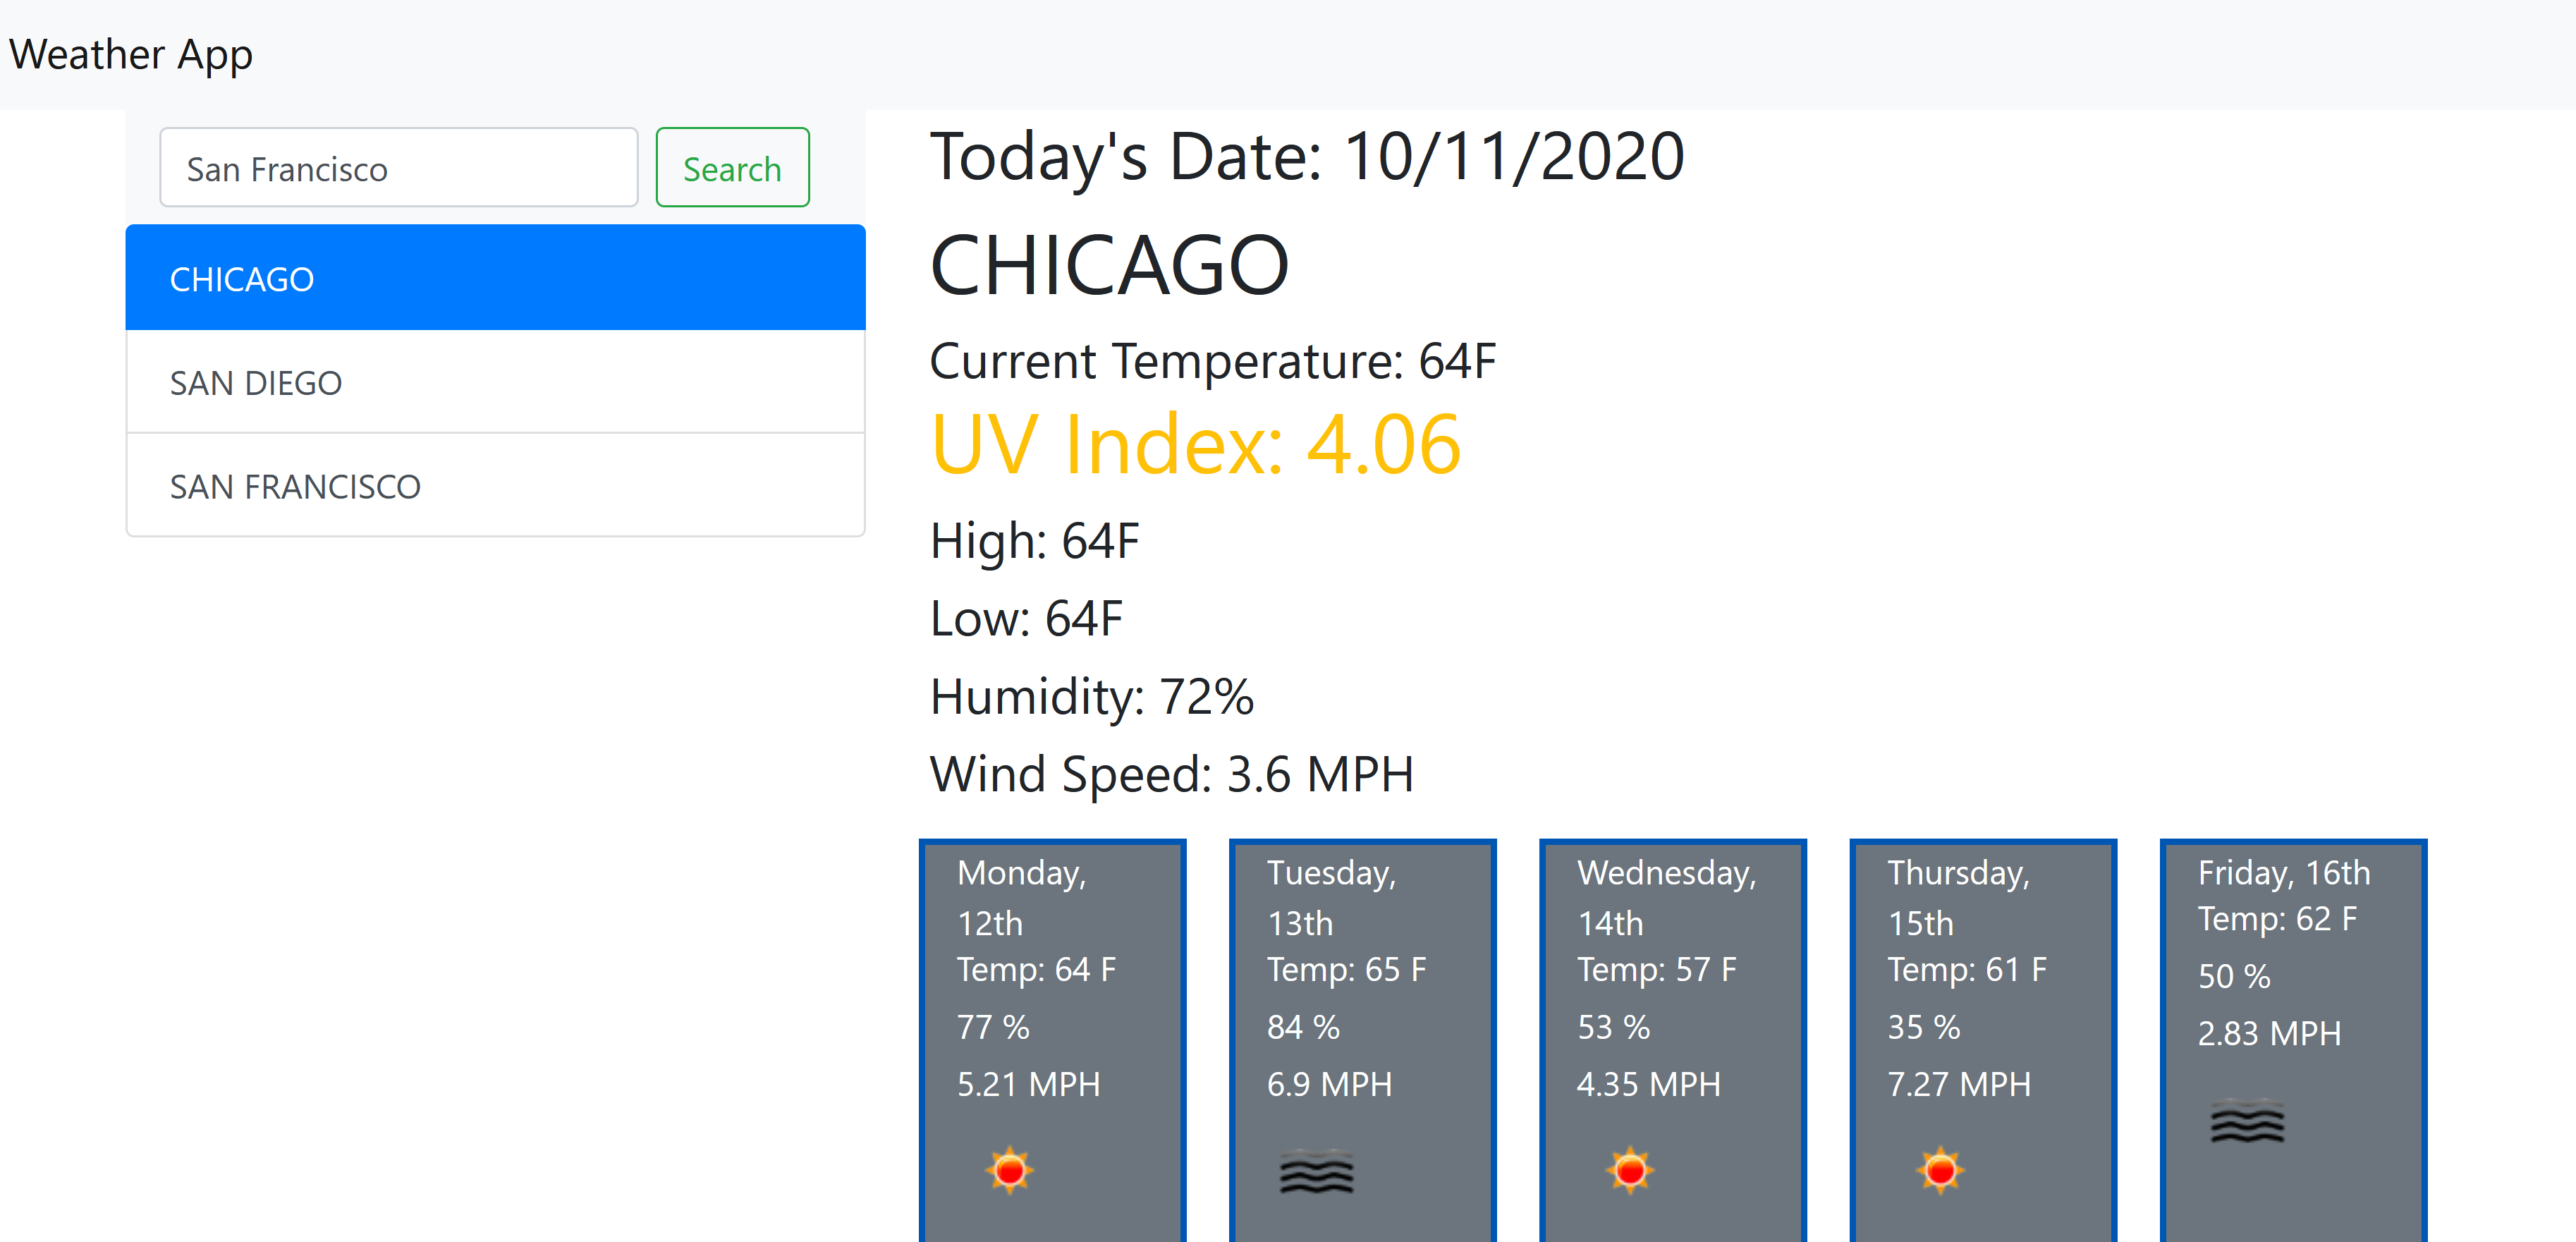 Weather App
San Francisco
Search
CHICAGO
SAN DIEGO
SAN FRANCISCO
Today's Date: 10/11/2020
CHICAGO
Current Temperature: 64F
UV Index: 4.06
High: 64F
Low: 64F
Humidity: 72%
Wind Speed: 3.6 MPH
Monday,
12th
Temp: 64 F
77 %
5.21 MPH
Tuesday,
13th
Temp: 65 F
84 %
6.9 MPH
Wednesday,
14th
Temp: 57 F
53 %
4.35 MPH
Thursday,
15th
Temp: 61 F
35 %
7.27 MPH
Friday, 16th
Temp: 62 F
50 %
2.83 MPH